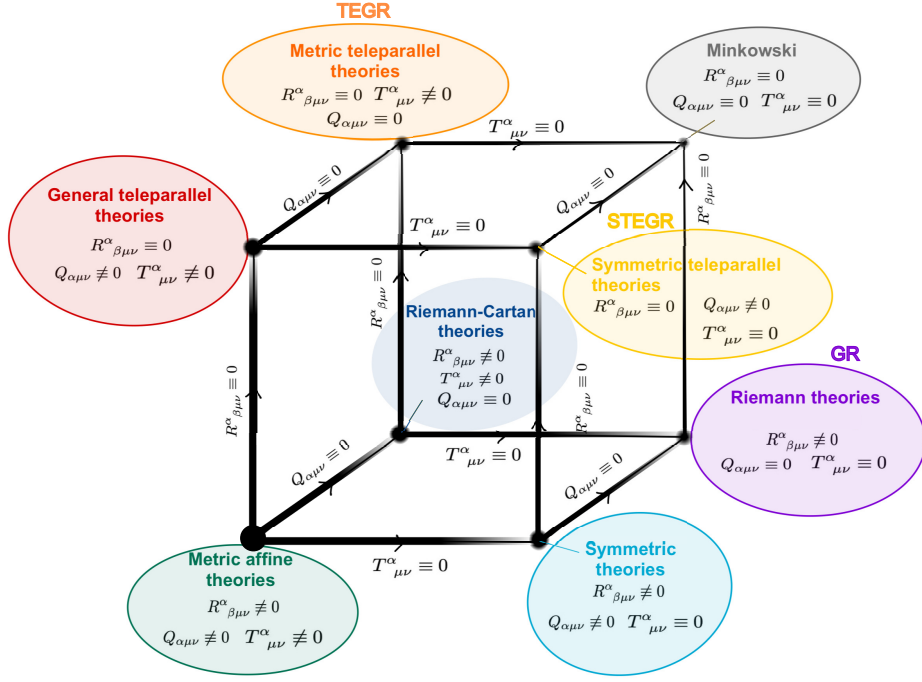 TEGR
Metric teleparallel
theories
R^α_βμν ≡ 0 T^α_μν ≢ 0
Q_αμν ≡ 0
Minkowski
R^α_βμν ≡ 0
Q_αμν ≡ 0 T^α_μν ≡ 0
T^α_μν ≡ 0
Q_αμν ≡ 0
Q_αμν ≡ 0
R^α_βμν ≡ 0
General teleparallel
theories
R^α_βμν ≡ 0
Q_αμν ≢ 0 T^α_μν ≢ 0
T^α_μν ≡ 0
STEGR
Symmetric teleparallel
theories
R^α_βμν ≡ 0 Q_αμν ≢ 0
T^α_μν ≡ 0
R^α_βμν ≡ 0
Riemann-Cartan
theories
R^α_βμν ≢ 0
T^α_μν ≢ 0
Q_αμν ≡ 0
GR
Riemann theories
R^α_βμν ≢ 0
Q_αμν ≡ 0 T^α_μν ≡ 0
R^α_βμν ≡ 0
R^α_βμν ≡ 0
T^α_μν ≡ 0
Q_αμν ≡ 0
Q_αμν ≡ 0
T^α_μν ≡ 0
Metric affine
theories
R^α_βμν ≢ 0
Q_αμν ≢ 0 T^α_μν ≢ 0
Symmetric
theories
R^α_βμν ≢ 0
Q_αμν ≢ 0 T^α_μν ≡ 0